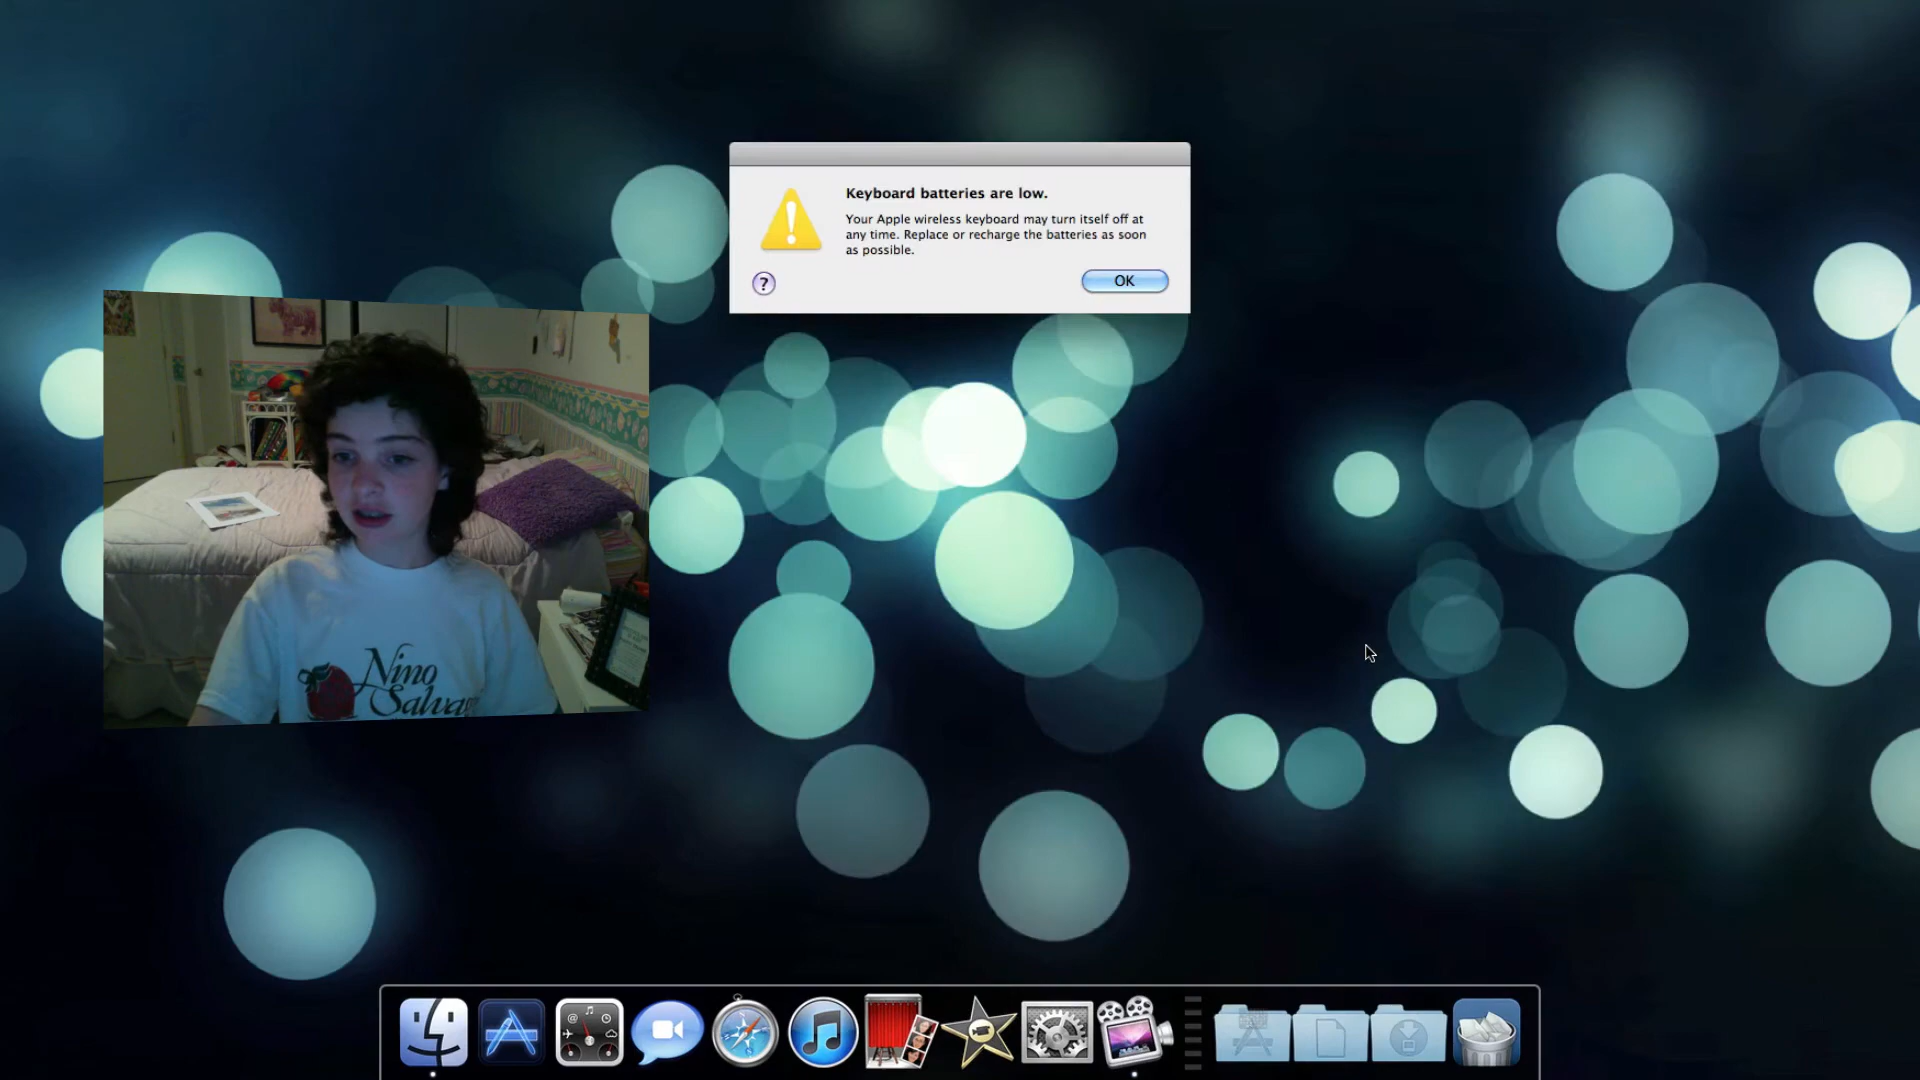 Keyboard batteries are low.
Your Apple wireless keyboard may turn itself off at
any time. Replace or recharge the batteries as soon
as possible.
?
OK
Nino